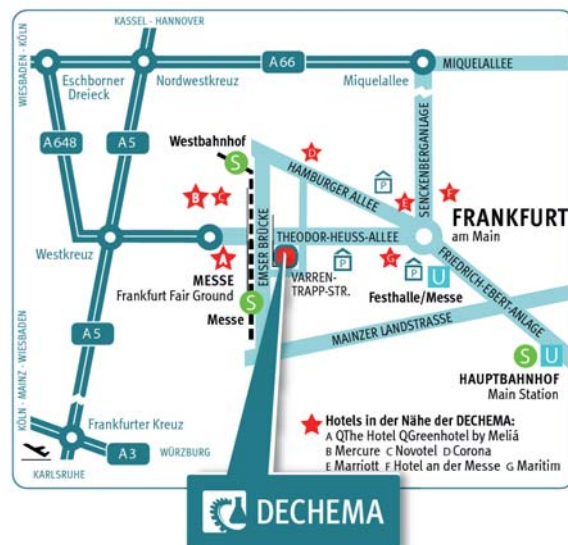 KASSEL - HANNOVER
WIESBADEN - KÖLN
A66
MIQUELALLEE
Eschborner
Dreieck
Nordwestkreuz
Miquelallee
A648
A5
Westbahnhof
S
D
HAMBURGER ALLEE
P
SENCKENBERGANLAGE
B
C
E
F
FRANKFURT
am Main
EMSER BRÜCKE
THEODOR-HEUSS-ALLEE
Westkreuz
A
G
P
P
U
MESSE
Frankfurt Fair Ground
VARREN-
TRAPP-STR.
Festhalle/Messe
FRIEDRICH-EBERT-ANLAGE
Messe
S
A5
MAINZER LANDSTRASSE
S
U
HAUPTBAHNHOF
Main Station
KÖLN - MAINZ - WIESBADEN
Frankfurter Kreuz
A3
WÜRZBURG
KARLSRUHE
Hotels in der Nähe der DECHEMA:
A QThe Hotel QGreenhotel by Meliá
B Mercure C Novotel D Corona
E Marriott F Hotel an der Messe G Maritim
DECHEMA